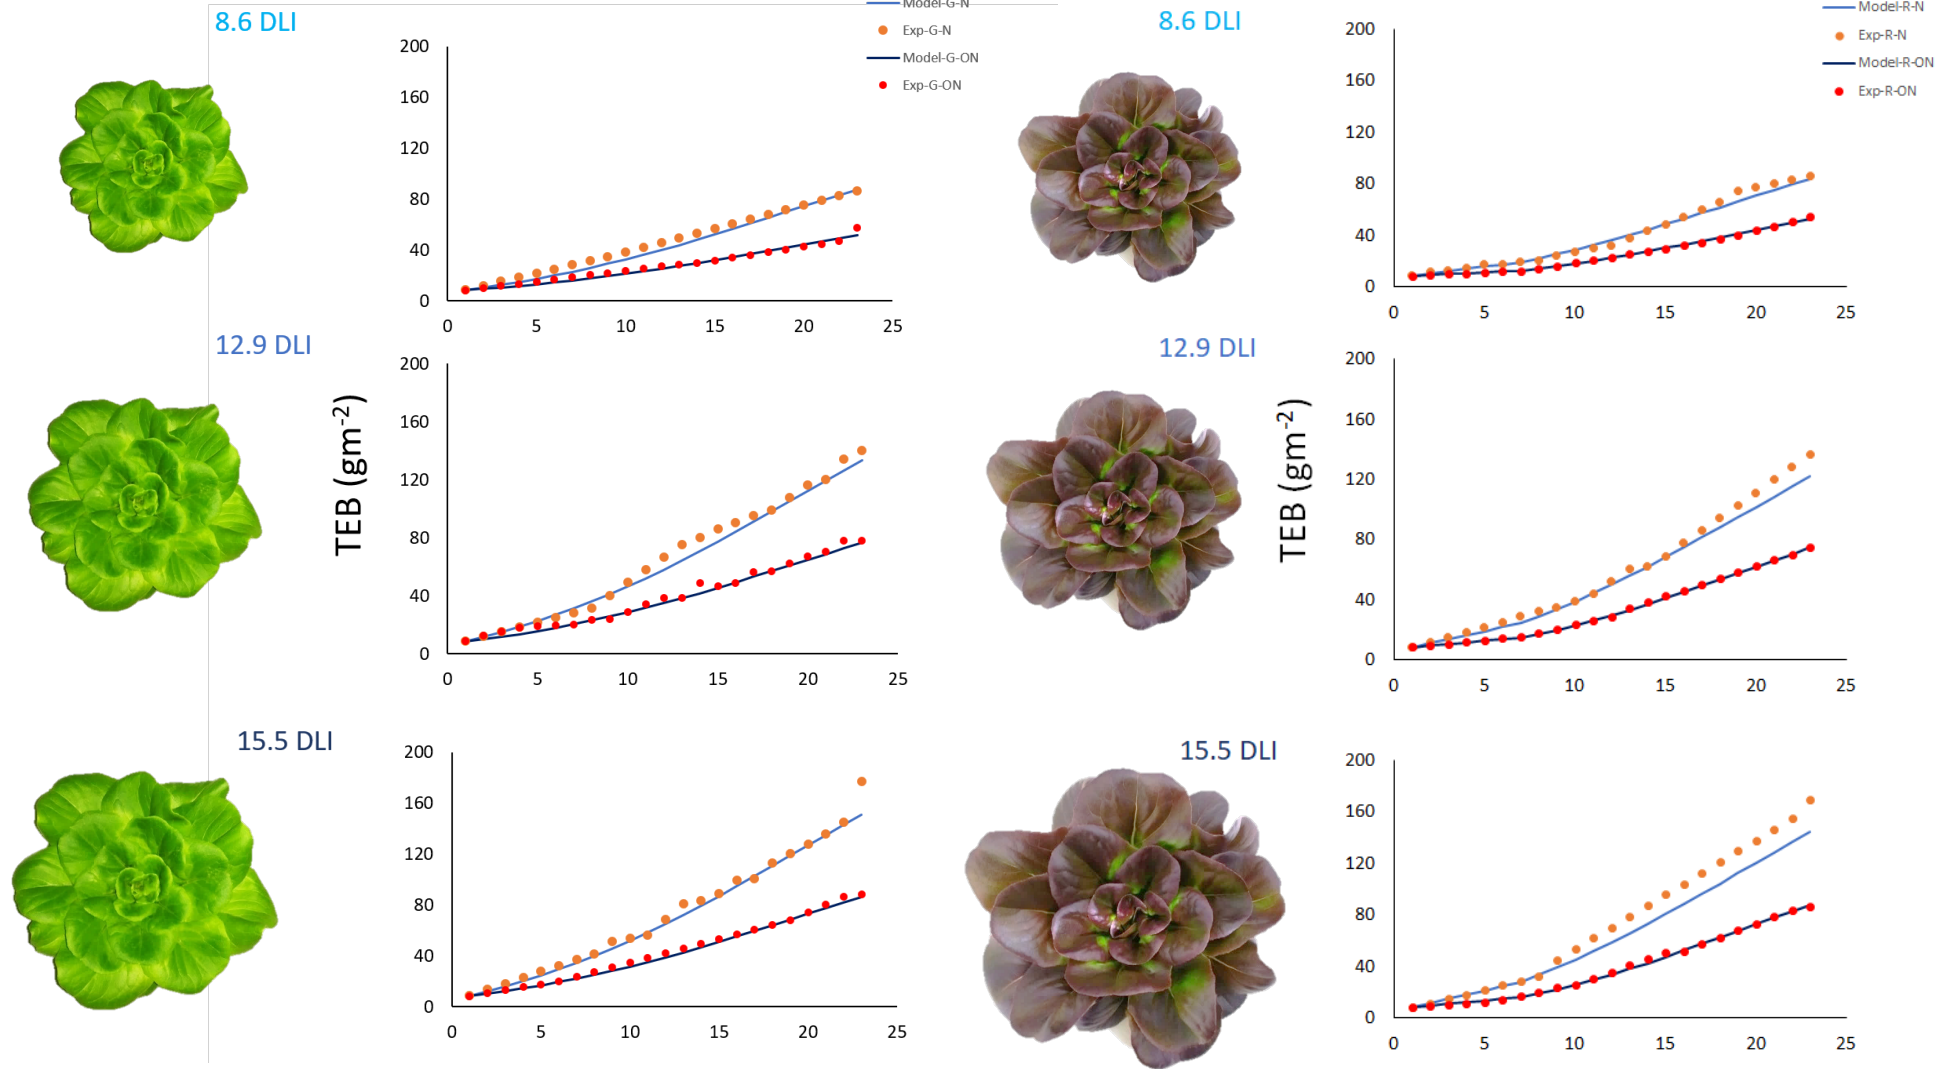 8.6 DLI
Model-G-N
Exp-G-N
Model-G-ON
Exp-G-ON
200
160
120
80
40
0
0 5 10 15 20 25
8.6 DLI
Model-R-N
Exp-R-N
Model-R-ON
Exp-R-ON
200
160
120
80
40
0
0 5 10 15 20 25
12.9 DLI
TEB (gm-2)
200
160
120
80
40
0
0 5 10 15 20 25
12.9 DLI
TEB (gm-2)
200
160
120
80
40
0
0 5 10 15 20 25
15.5 DLI
200
160
120
80
40
0
0 5 10 15 20 25
15.5 DLI
200
160
120
80
40
0
0 5 10 15 20 25